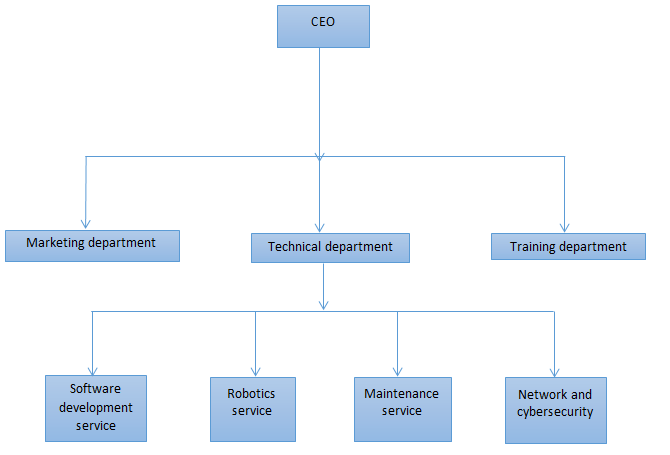 CEO
Marketing department
Technical department
Training department
Software
development
service
Robotics
service
Maintenance
service
Network and
cybersecurity